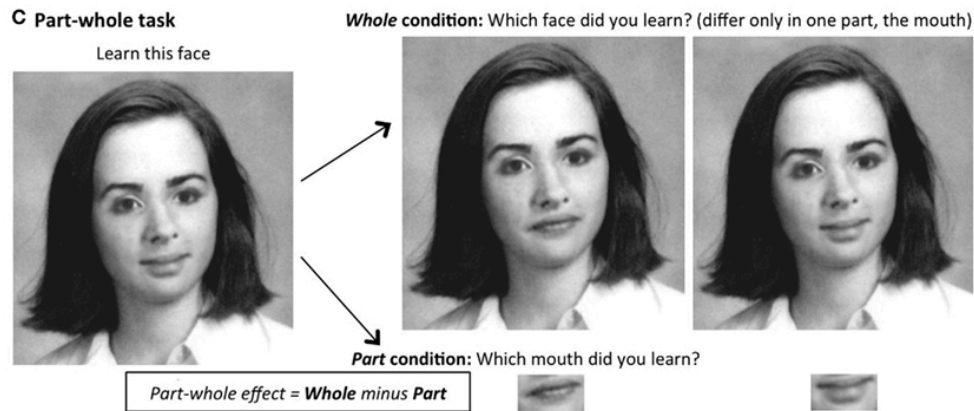 C Part-whole task
Whole condition: Which face did you learn? (differ only in one part, the mouth)
Learn this face
Part condition: Which mouth did you learn?
Part-whole effect = Whole minus Part